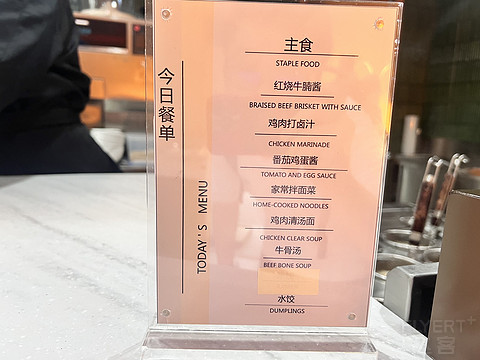 今日餐单
TODAY'S MENU
主食
STAPLE FOOD
红烧牛腩酱
BRAISED BEEF BRISKET WITH SAUCE
鸡肉打卤汁
CHICKEN MARINADE
番茄鸡蛋酱
TOMATO AND EGG SAUCE
家常拌面菜
HOME-COOKED NOODLES
鸡肉清汤面
CHICKEN CLEAR SOUP
牛骨汤
BEEF BONE SOUP
水饺
DUMPLINGS